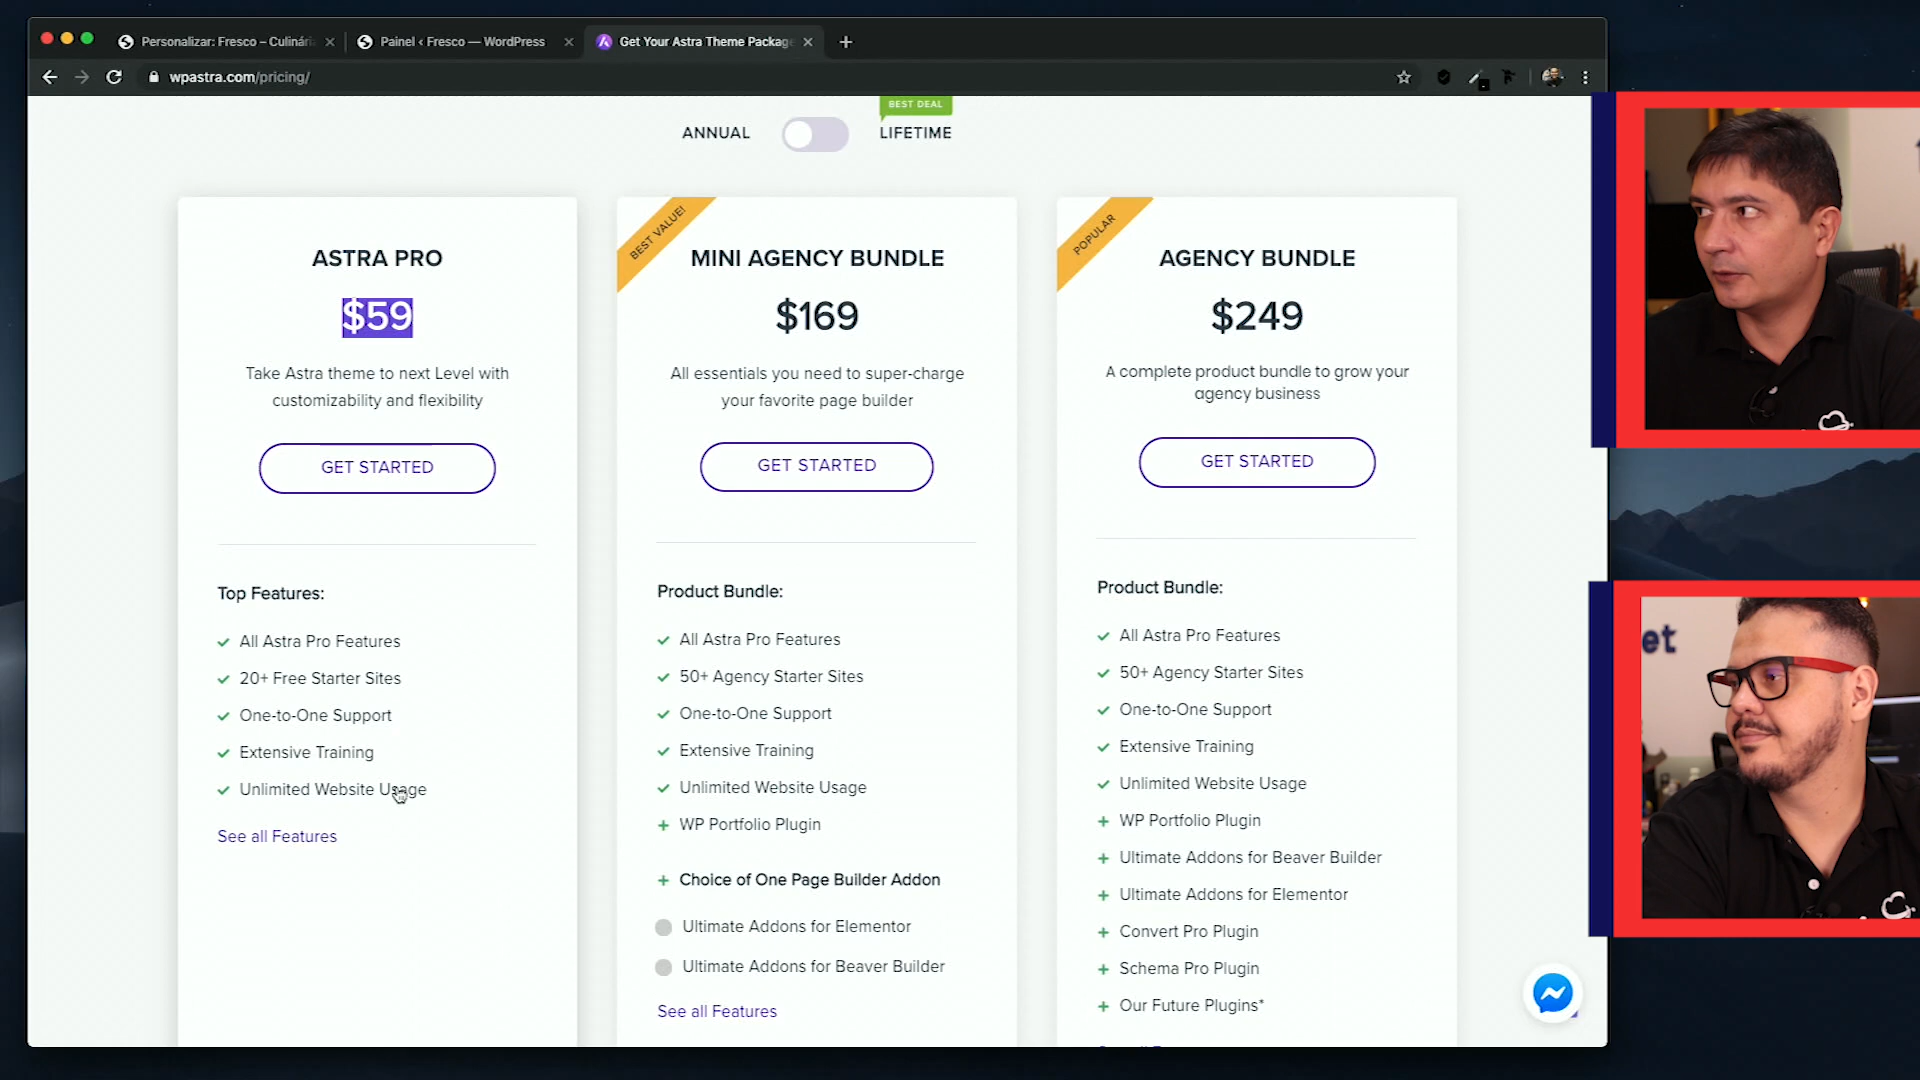 Personalizar: Fresco – Culinári
Painel ‹ Fresco — WordPress
Get Your Astra Theme Package
wpastra.com/pricing/
BEST DEAL
ANNUAL
LIFETIME
ASTRA PRO
$59
Take Astra theme to next Level with
customizability and flexibility
GET STARTED
Top Features:
All Astra Pro Features
20+ Free Starter Sites
One-to-One Support
Extensive Training
Unlimited Website Usage
See all Features
BEST VALUE!
MINI AGENCY BUNDLE
$169
All essentials you need to super-charge
your favorite page builder
GET STARTED
Product Bundle:
All Astra Pro Features
50+ Agency Starter Sites
One-to-One Support
Extensive Training
Unlimited Website Usage
WP Portfolio Plugin
Choice of One Page Builder Addon
Ultimate Addons for Elementor
Ultimate Addons for Beaver Builder
See all Features
POPULAR
AGENCY BUNDLE
$249
A complete product bundle to grow your
agency business
GET STARTED
Product Bundle:
All Astra Pro Features
50+ Agency Starter Sites
One-to-One Support
Extensive Training
Unlimited Website Usage
WP Portfolio Plugin
Ultimate Addons for Beaver Builder
Ultimate Addons for Elementor
Convert Pro Plugin
Schema Pro Plugin
Our Future Plugins*
et